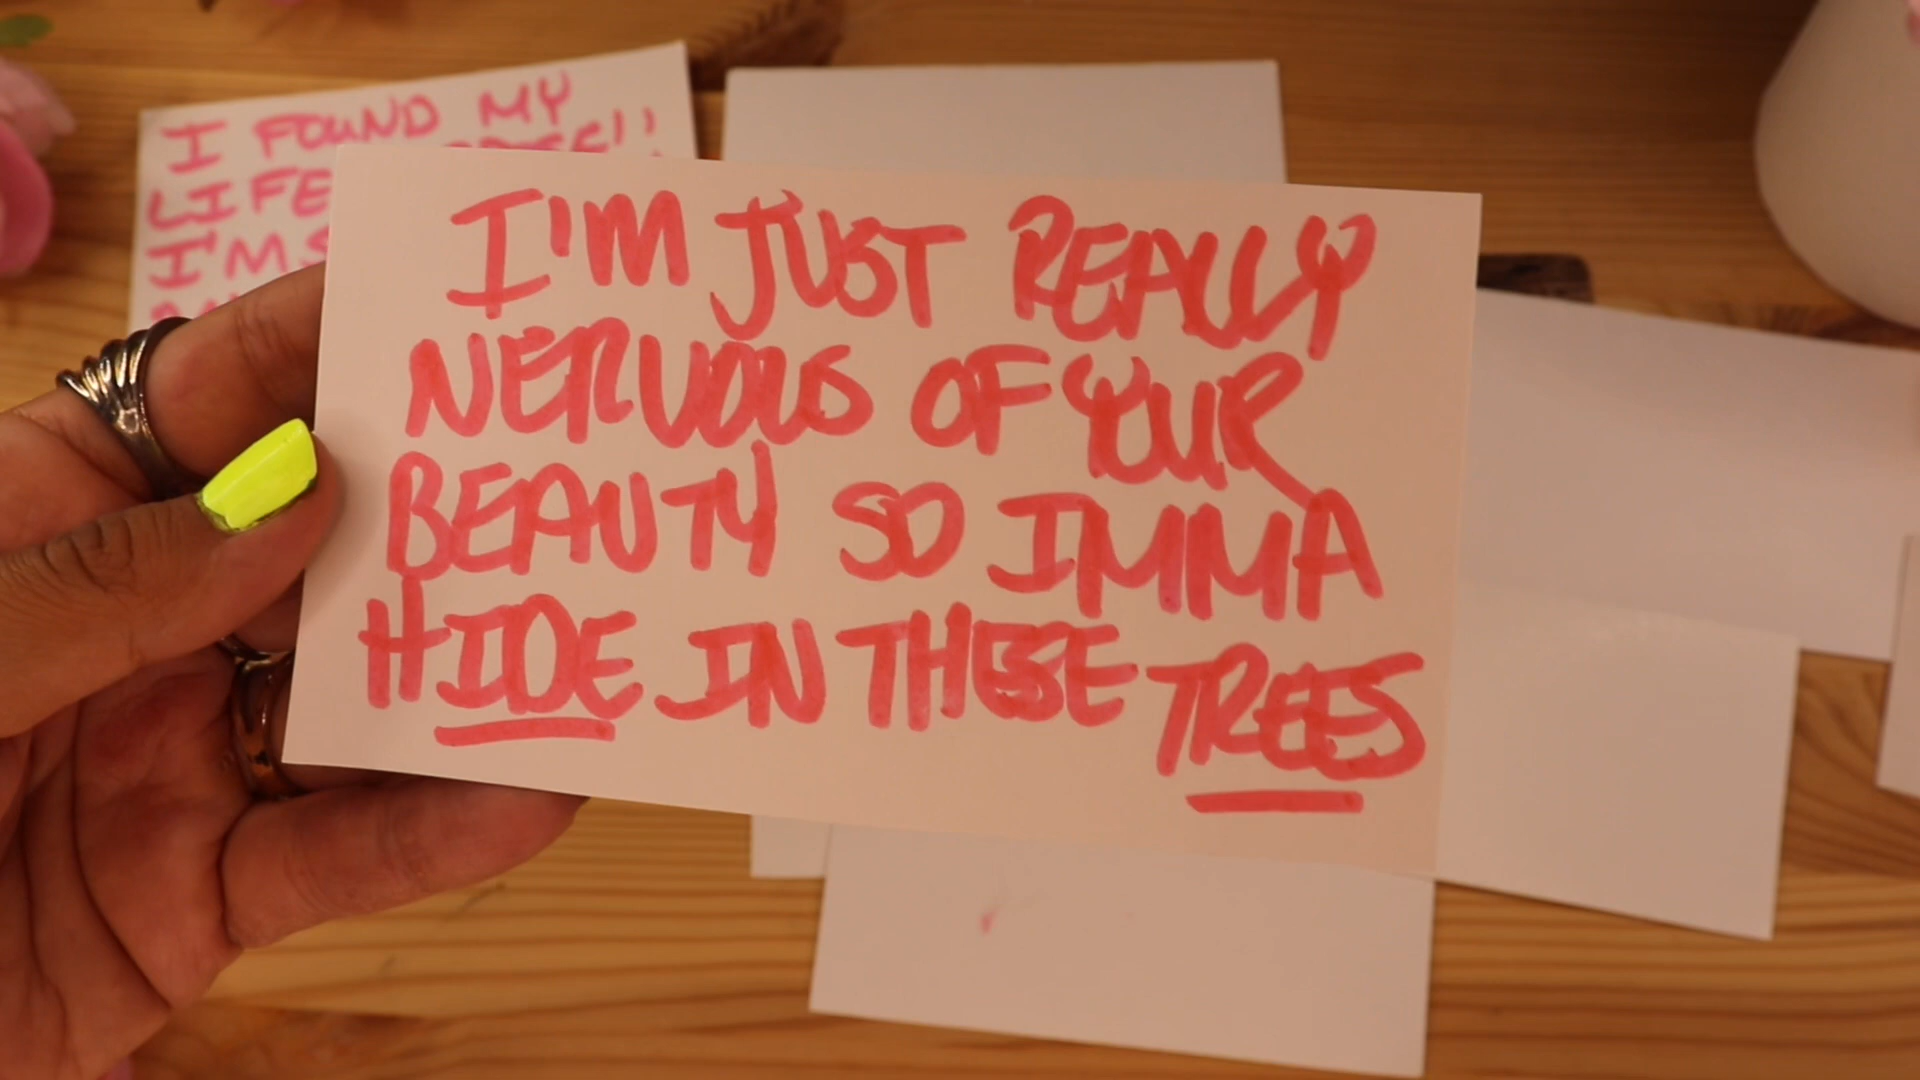 I FOUND MY
LIFE
I'M
I'M JUST REALLY
NERVOUS OF YOUR
BEAUTY SO IMMA
HIDE IN THESE TREES